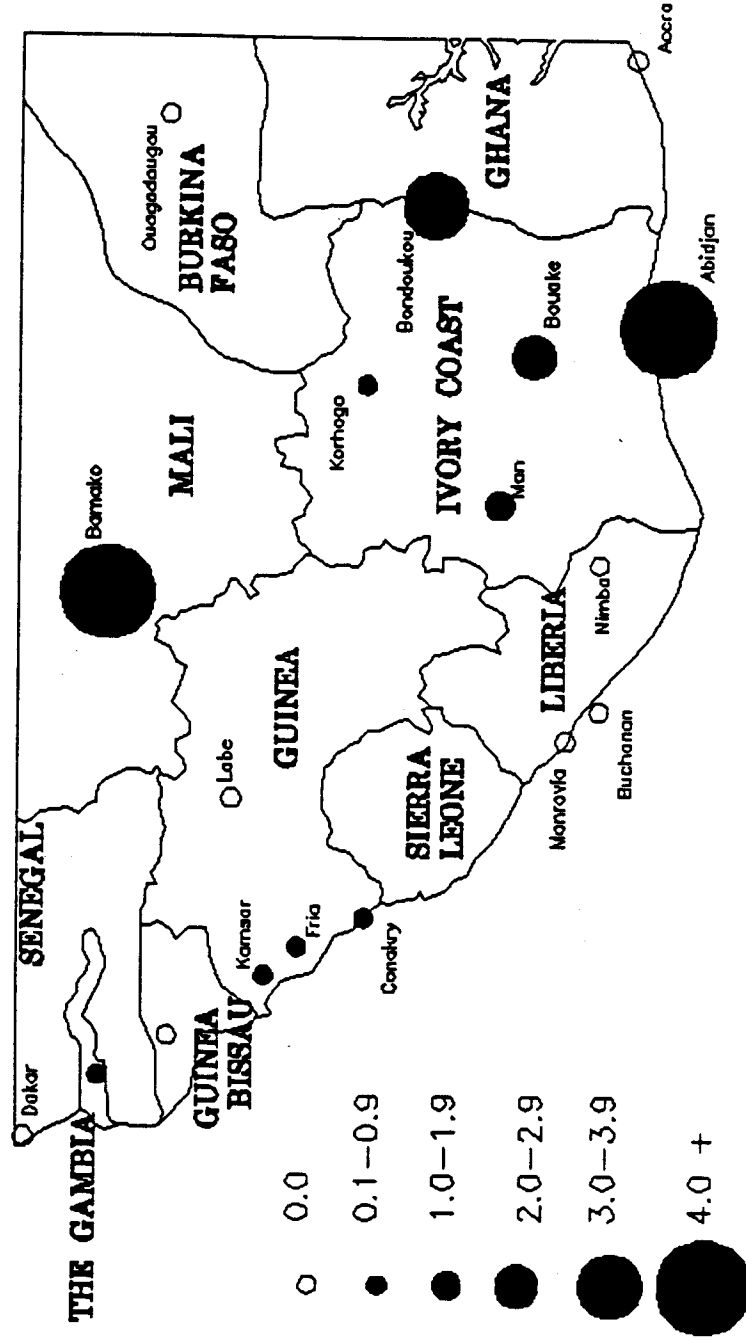 SENEGAL
Dakar
THE GAMBIA
GUINEA
BISSAU
Kamsar
Fria
Conakry
Labe
GUINEA
SIERRA
LEONE
Bamako
MALI
Ouagadaugou
BURKINA
FASO
Korhogo
Bondoukou
IVORY COAST
Man
Bouake
Abidjan
GHANA
Accra
LIBERIA
Nimba
Monrovia
Buchanan
0.0
0.1–0.9
1.0–1.9
2.0–2.9
3.0–3.9
4.0 +